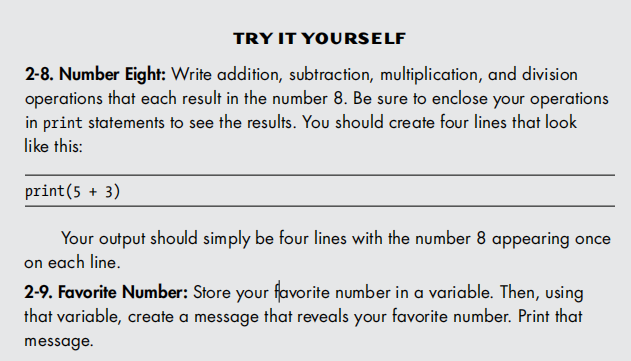 TRY IT YOURSELF
2-8. Number Eight: Write addition, subtraction, multiplication, and division
operations that each result in the number 8. Be sure to enclose your operations
in print statements to see the results. You should create four lines that look
like this:
print(5 + 3)
Your output should simply be four lines with the number 8 appearing once
on each line.
2-9. Favorite Number: Store your favorite number in a variable. Then, using
that variable, create a message that reveals your favorite number. Print that
message.